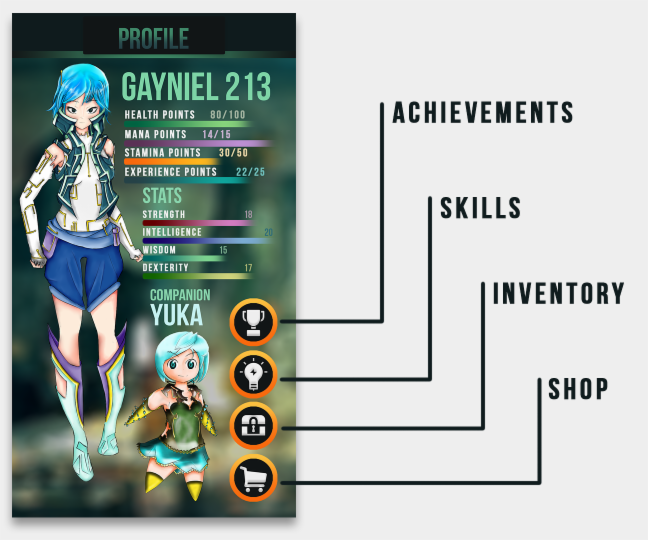 PROFILE
GAYNIEL 213
HEALTH POINTS 80/100
MANA POINTS 14/15
STAMINA POINTS 30/50
EXPERIENCE POINTS 22/25
STATS
STRENGTH 18
INTELLIGENCE 20
WISDOM 15
DEXTERITY 17
COMPANION
YUKA
ACHIEVEMENTS
SKILLS
INVENTORY
SHOP